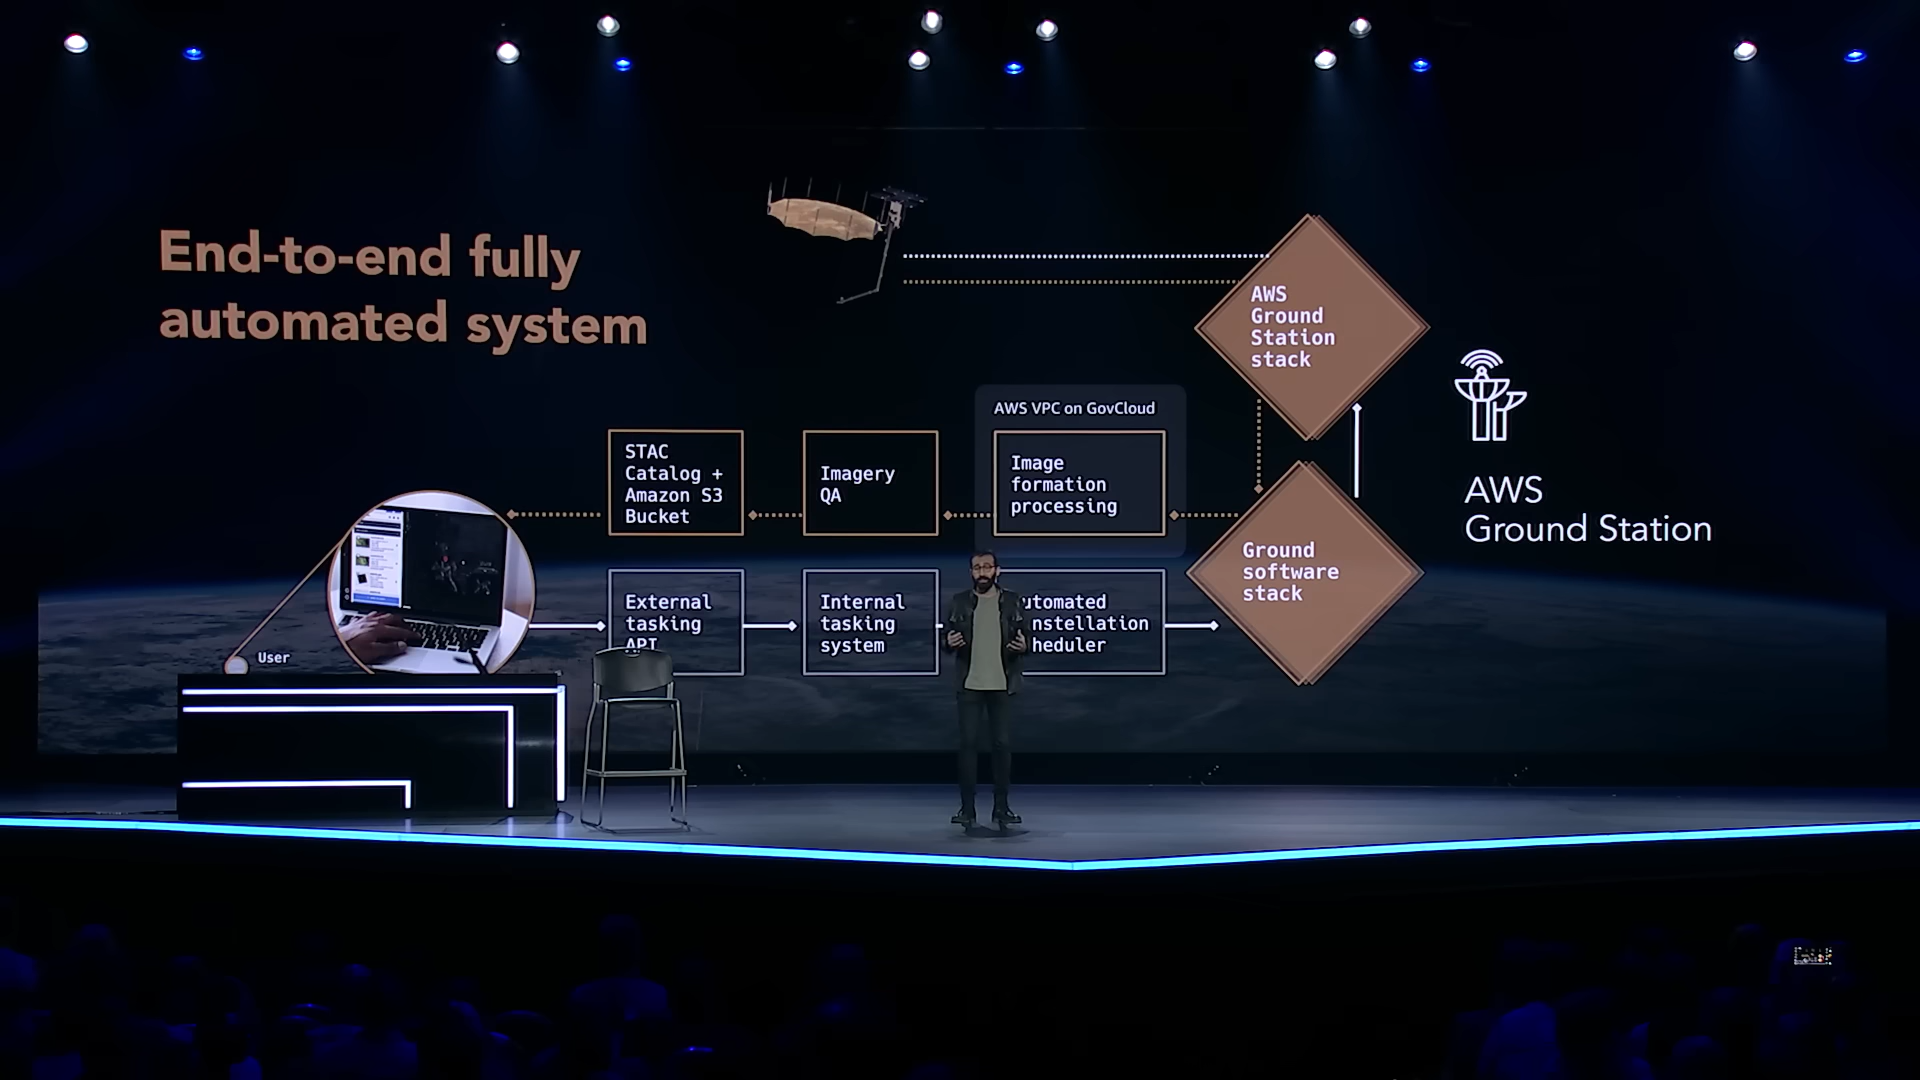 End-to-end fully
automated system
AWS
Ground
Station
stack
AWS VPC on GovCloud
STAC
Catalog +
Amazon S3
Bucket
Imagery
QA
Image
formation
processing
AWS
Ground Station
Ground
software
stack
External
tasking
API
Internal
tasking
system
utomated
nstellation
heduler
User